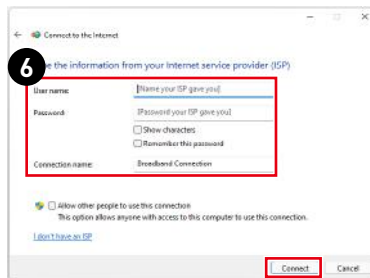 Connect to the Internet
6
the information from your Internet service provider (ISP)
User name:
[Name your ISP gave you]
Password:
[Password your ISP gave you]
Show characters
Remember this password
Connection name:
Broadband Connection
Allow other people to use this connection
This option allows anyone with access to this computer to use this connection.
I don't have an ISP
Connect
Cancel